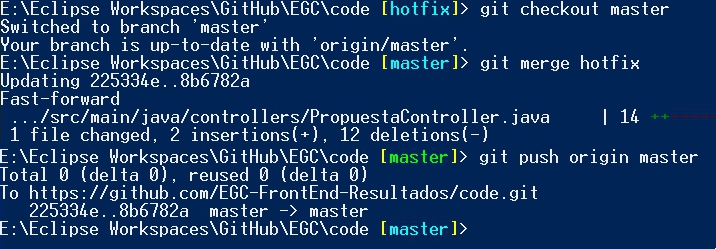 E:\Eclipse Workspaces\GitHub\EGC\code [hotfix]> git checkout master
Switched to branch 'master'
Your branch is up-to-date with 'origin/master'.
E:\Eclipse Workspaces\GitHub\EGC\code [master]> git merge hotfix
Updating 225334e..8b6782a
Fast-forward
 .../src/main/java/controllers/PropuestaController.java     | 14 ++------------
 1 file changed, 2 insertions(+), 12 deletions(-)
E:\Eclipse Workspaces\GitHub\EGC\code [master]> git push origin master
Total 0 (delta 0), reused 0 (delta 0)
To https://github.com/EGC-FrontEnd-Resultados/code.git
   225334e..8b6782a  master -> master
E:\Eclipse Workspaces\GitHub\EGC\code [master]>